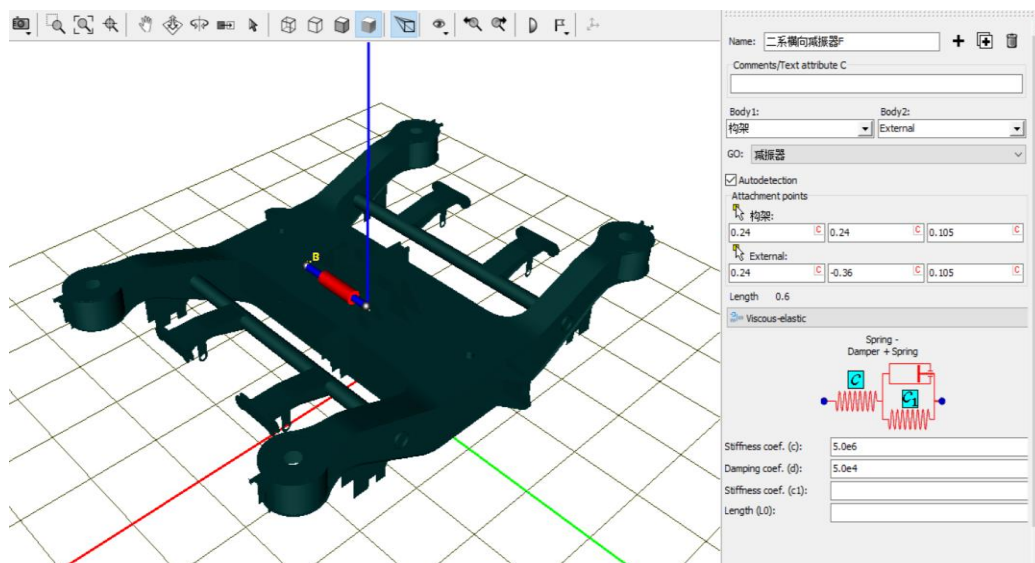 Name: 二系横向减振器F
Comments/Text attribute C
Body1: Body2:
构架 External
GO: 减振器
Autodetection
Attachment points
构架:
0.24 C 0.24 C 0.105 C
External:
0.24 C -0.36 C 0.105 C
Length 0.6
Viscous-elastic
Spring -
Damper + Spring
C
C1
Stiffness coef. (c): 5.0e6
Damping coef. (d): 5.0e4
Stiffness coef. (c1):
Length (L0):
B